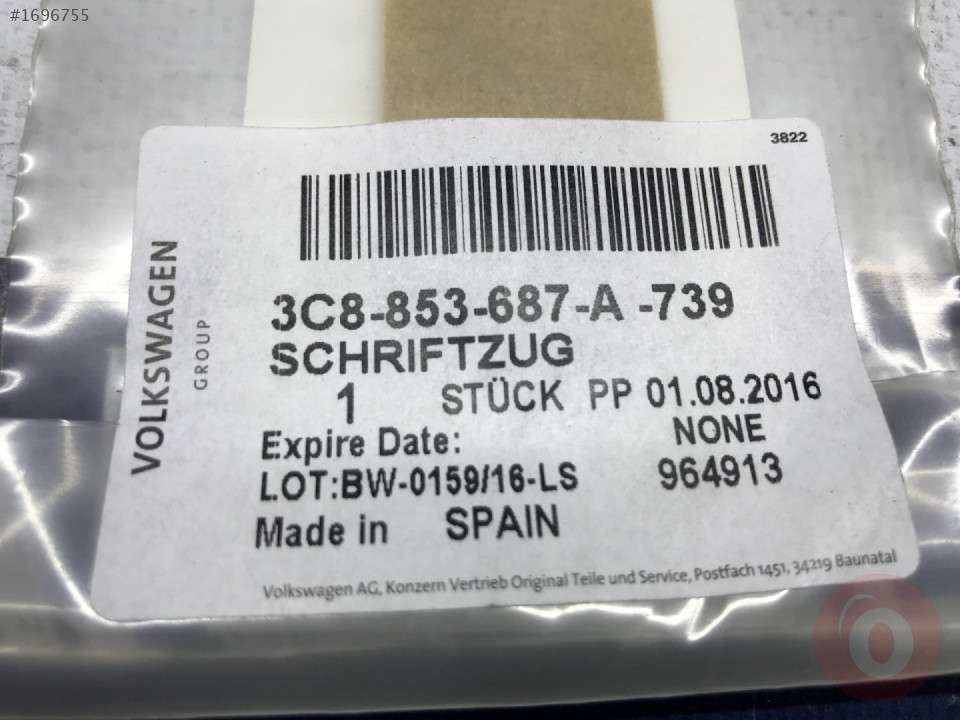 #1696755
3822
VOLKSWAGEN
GROUP
3C8-853-687-A -739
SCHRIFTZUG
1 STÜCK PP 01.08.2016
Expire Date: NONE
LOT:BW-0159/16-LS 964913
Made in SPAIN
Volkswagen AG, Konzern Vertrieb Original Teile und Service, Postfach 1451, 34219 Baunatal